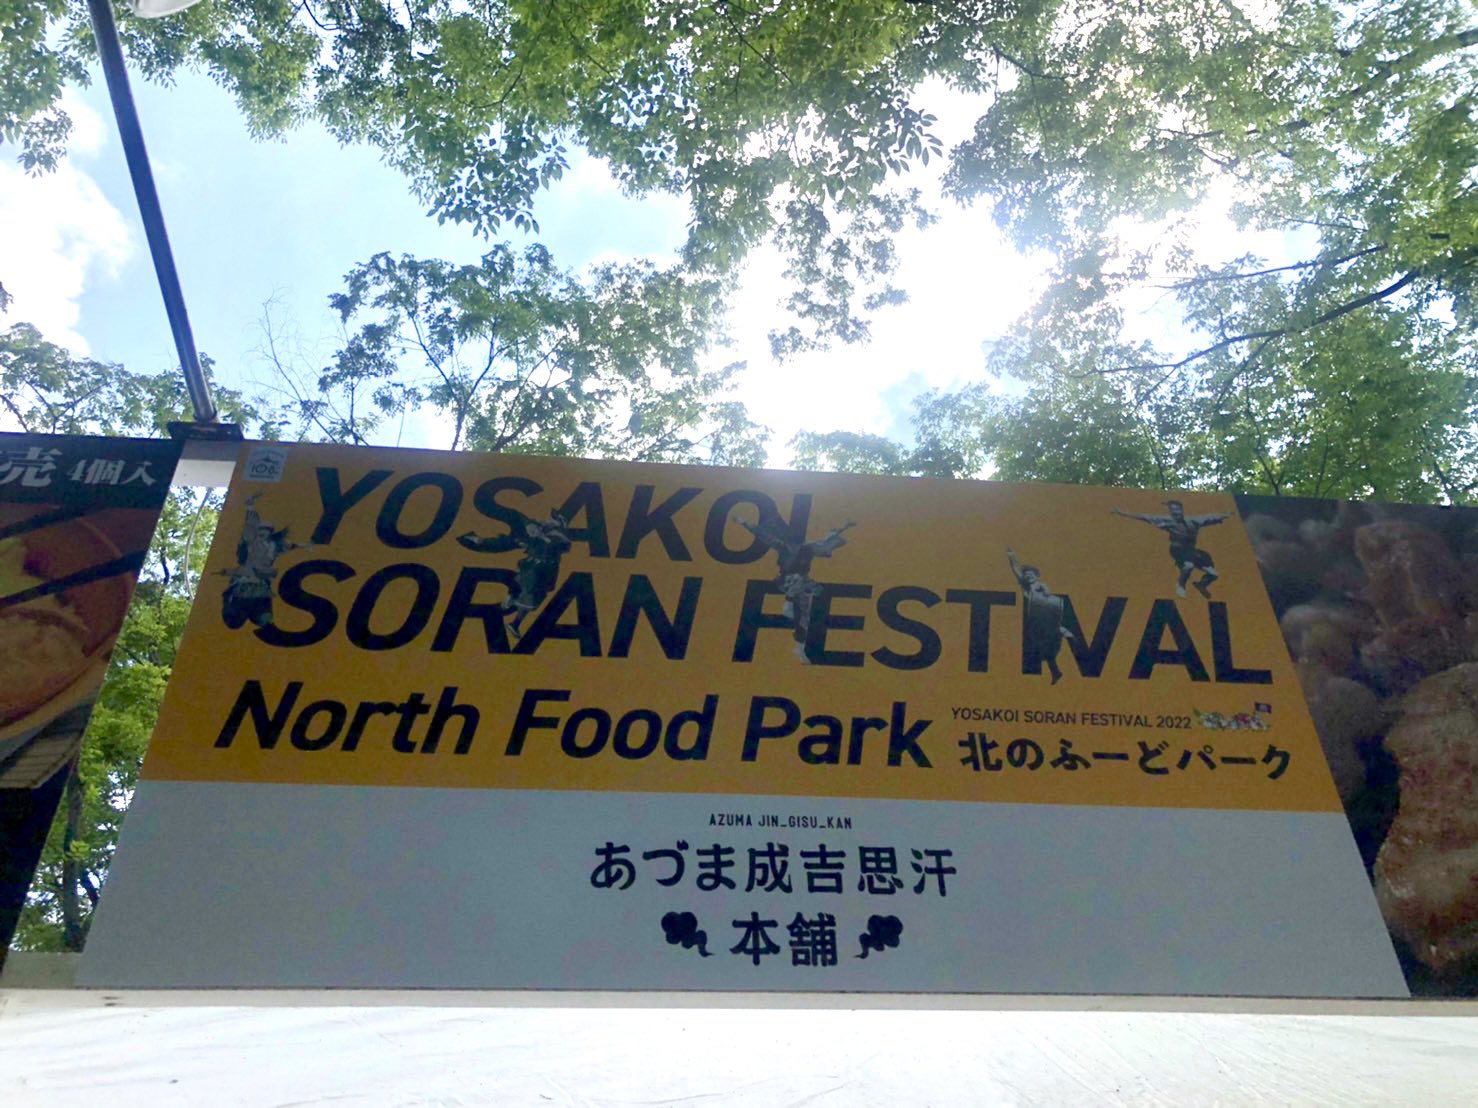 売 4個入
YOSAKOI
SORAN FESTIVAL
North Food Park
YOSAKOI SORAN FESTIVAL 2022
北のふーどパーク
AZUMA JIN_GISU_KAN
あづま成吉思汗
本舗